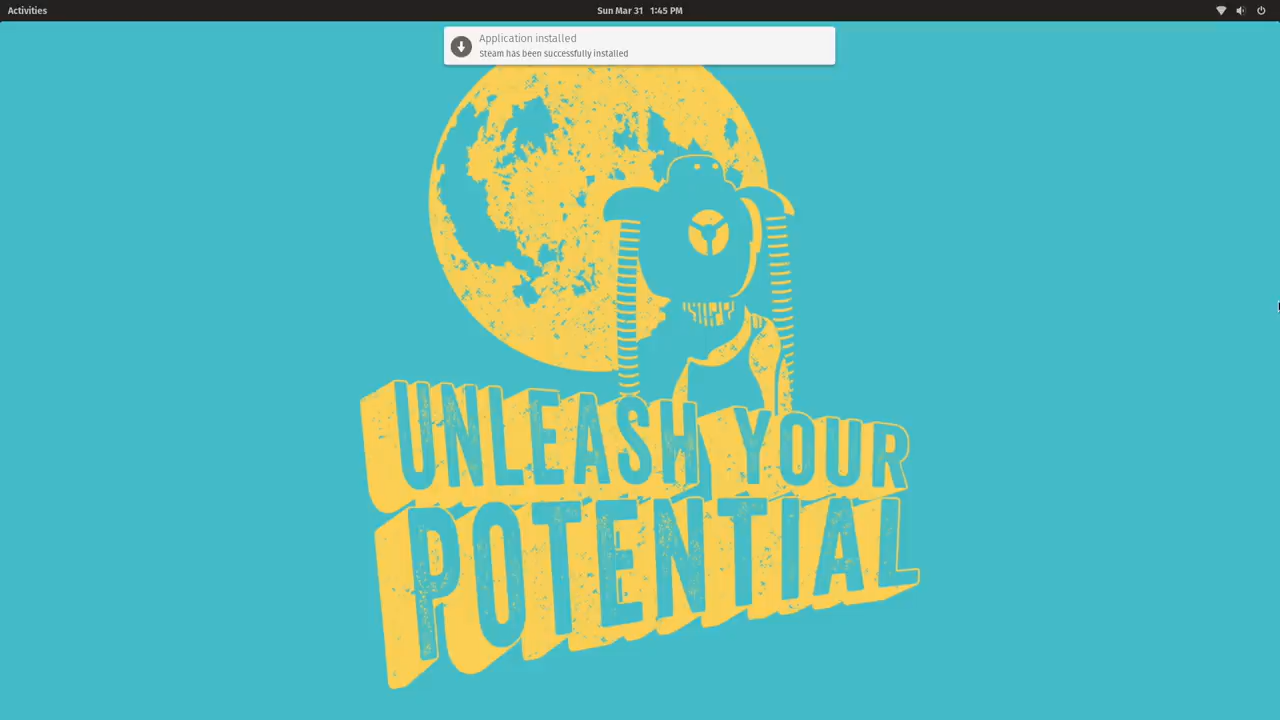 Activities
Sun Mar 31 1:45 PM
Application installed
Steam has been successfully installed
UNLEASH YOUR
POTENTIAL